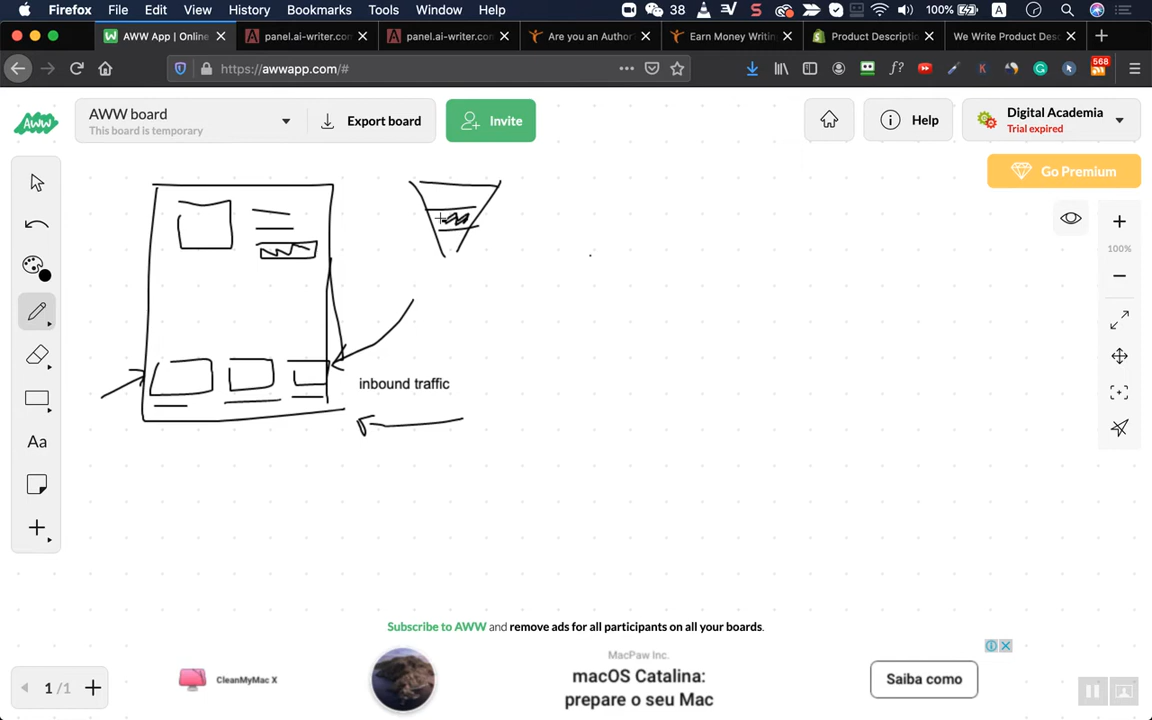 Firefox File Edit View History Bookmarks Tools Window Help 38 100% A
AWW App | Online panel.ai-writer.com panel.ai-writer.com Are you an Author Earn Money Writin Product Descriptio We Write Product Desc
https://awwapp.com/# 568
AWW
AWW board
This board is temporary
Export board
Invite
Help
Digital Academia
Trial expired
Go Premium
100%
inbound traffic
Aa
Subscribe to AWW and remove ads for all participants on all your boards.
CleanMyMac X
MacPaw Inc.
macOS Catalina:
prepare o seu Mac
Saiba como
1 /1